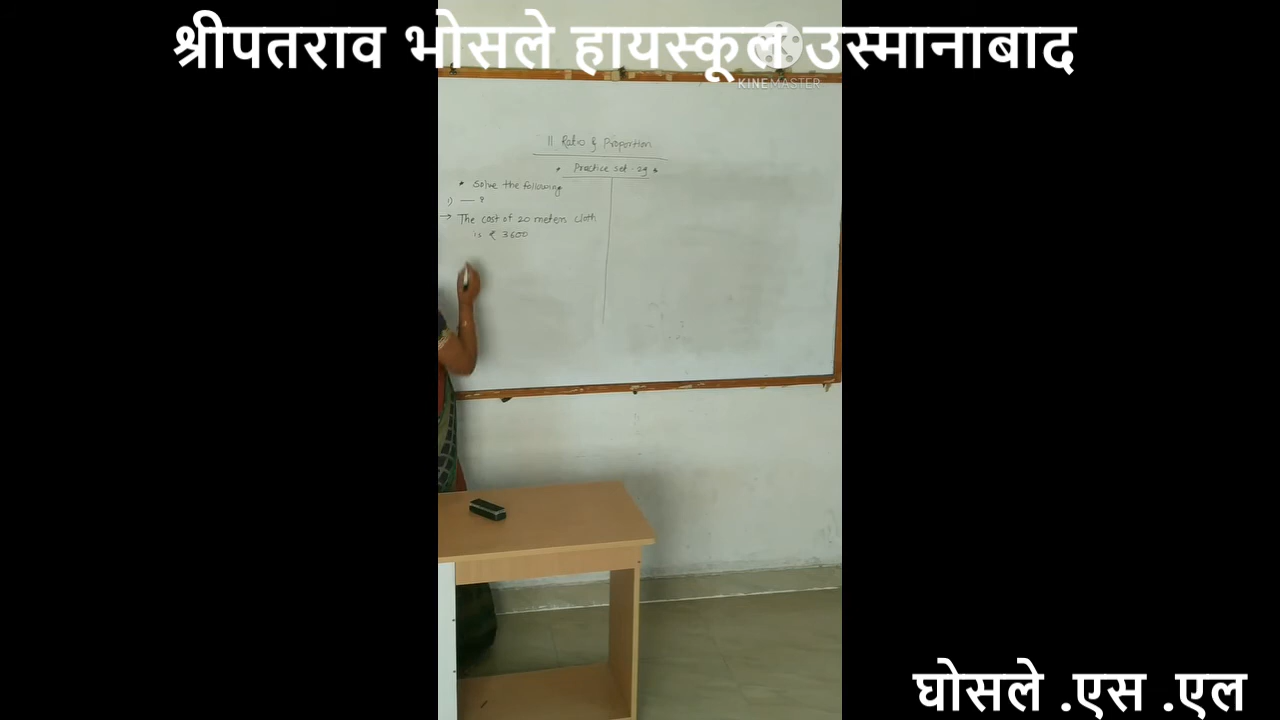 श्रीपतराव भोसले हायस्कूल उस्मानाबाद
KINEMASTER
11 Ratio & Proportion
• Practice set - 29 •
• Solve the following
1) — ?
→ The cost of 20 meters cloth
is ₹ 3600
घोसले .एस .एल